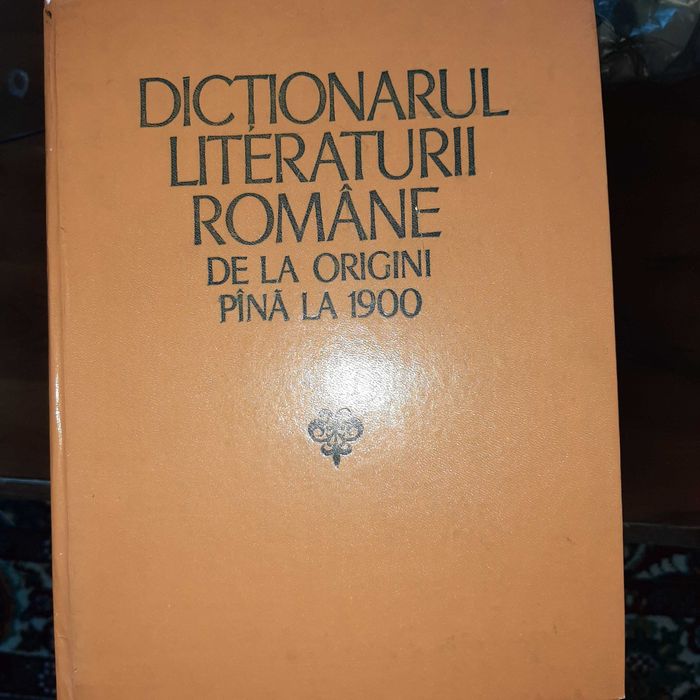 DICȚIONARUL
LITERATURII
ROMÂNE
DE LA ORIGINI
PÎNĂ LA 1900